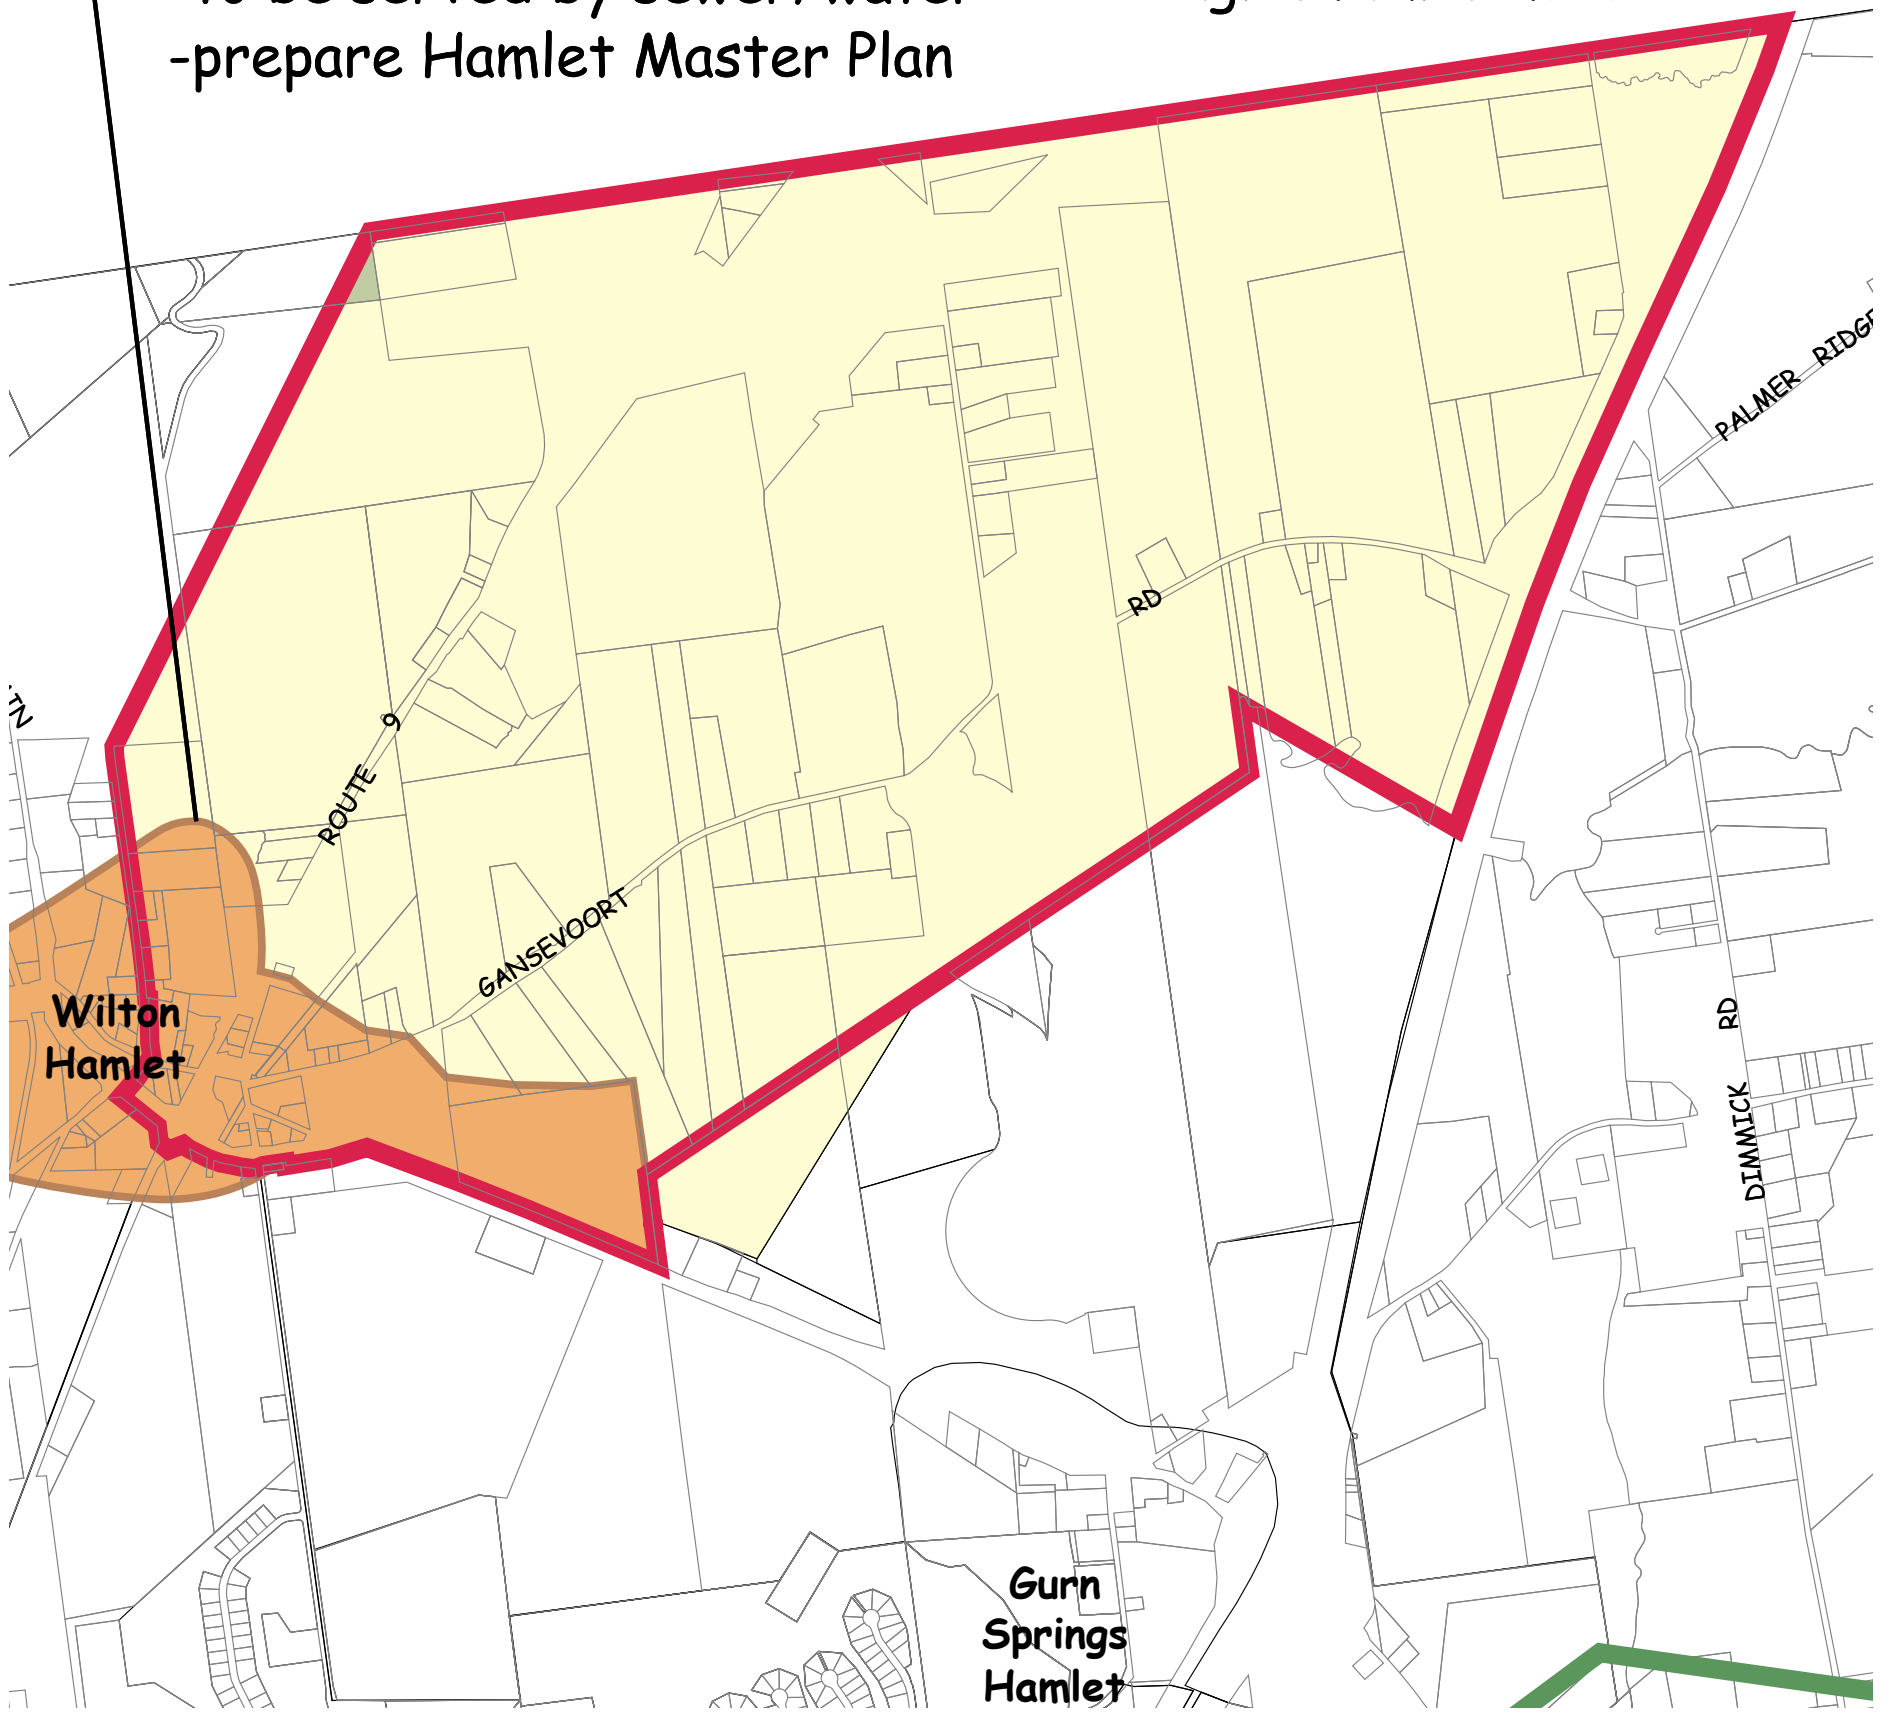 -prepare Hamlet Master Plan
PALMER RIDGE
RD
ROUTE 9
GANSEVOORT
Wilton
Hamlet
RD
DIMMICK
Gurn
Springs
Hamlet